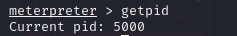 meterpreter > getpid
Current pid: 5000